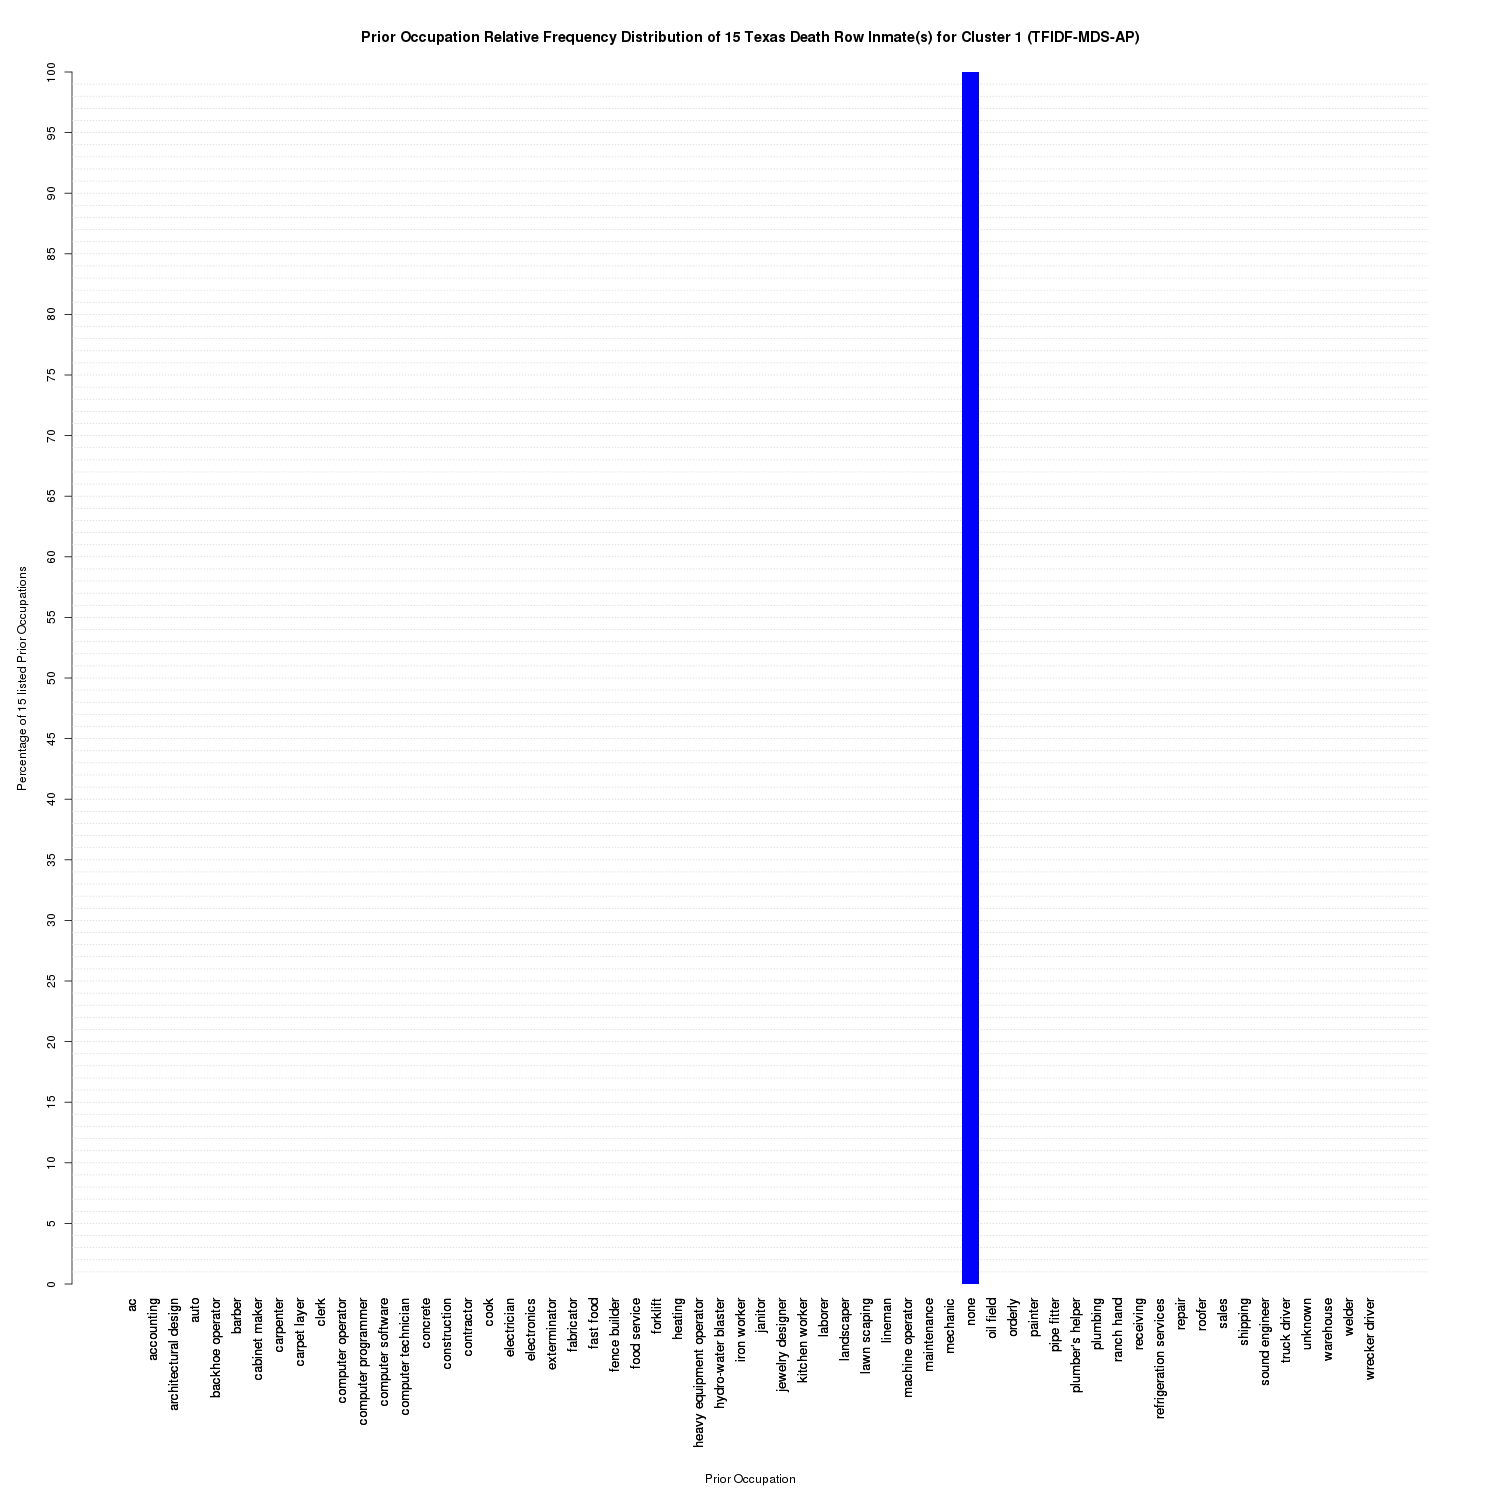 Prior Occupation Relative Frequency Distribution of 15 Texas Death Row Inmate(s) for Cluster 1 (TFIDF-MDS-AP)
Percentage of 15 listed Prior Occupations
100
95
90
85
80
75
70
65
60
55
50
45
40
35
30
25
20
15
10
5
0
ac
accounting
architectural design
auto
backhoe operator
barber
cabinet maker
carpenter
carpet layer
clerk
computer operator
computer programmer
computer software
computer technician
concrete
construction
contractor
cook
electrician
electronics
exterminator
fabricator
fast food
fence builder
food service
forklift
heating
heavy equipment operator
hydro-water blaster
iron worker
janitor
jewelry designer
kitchen worker
laborer
landscaper
lawn scaping
lineman
machine operator
maintenance
mechanic
none
oil field
orderly
painter
pipe fitter
plumber's helper
plumbing
ranch hand
receiving
refrigeration services
repair
roofer
sales
shipping
sound engineer
truck driver
unknown
warehouse
welder
wrecker driver
Prior Occupation